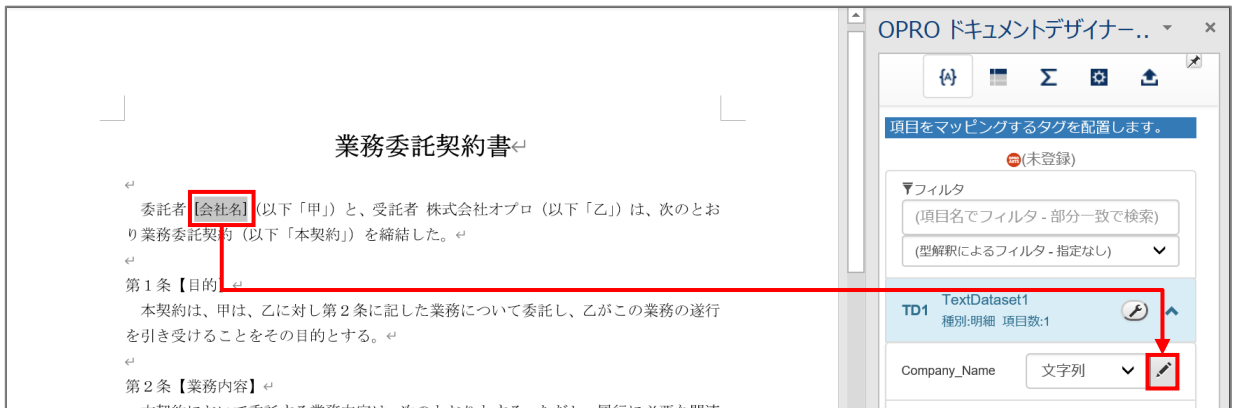 業務委託契約書↵
↵
委託者 [会社名] (以下「甲」) と、受託者 株式会社オプロ (以下「乙」) は、次のとお
り業務委託契約 (以下「本契約」) を締結した。↵
↵
第1条【目的】↵
本契約は、甲は、乙に対し第2条に記した業務について委託し、乙がこの業務の遂行
を引き受けることをその目的とする。↵
↵
第2条【業務内容】↵
OPRO ドキュメントデザイナー..
{A}
Σ
項目をマッピングするタグを配置します。
(未登録)
フィルタ
(項目名でフィルタ - 部分一致で検索)
(型解釈によるフィルタ - 指定なし)
TD1 TextDataset1
種別:明細 項目数:1
Company_Name 文字列